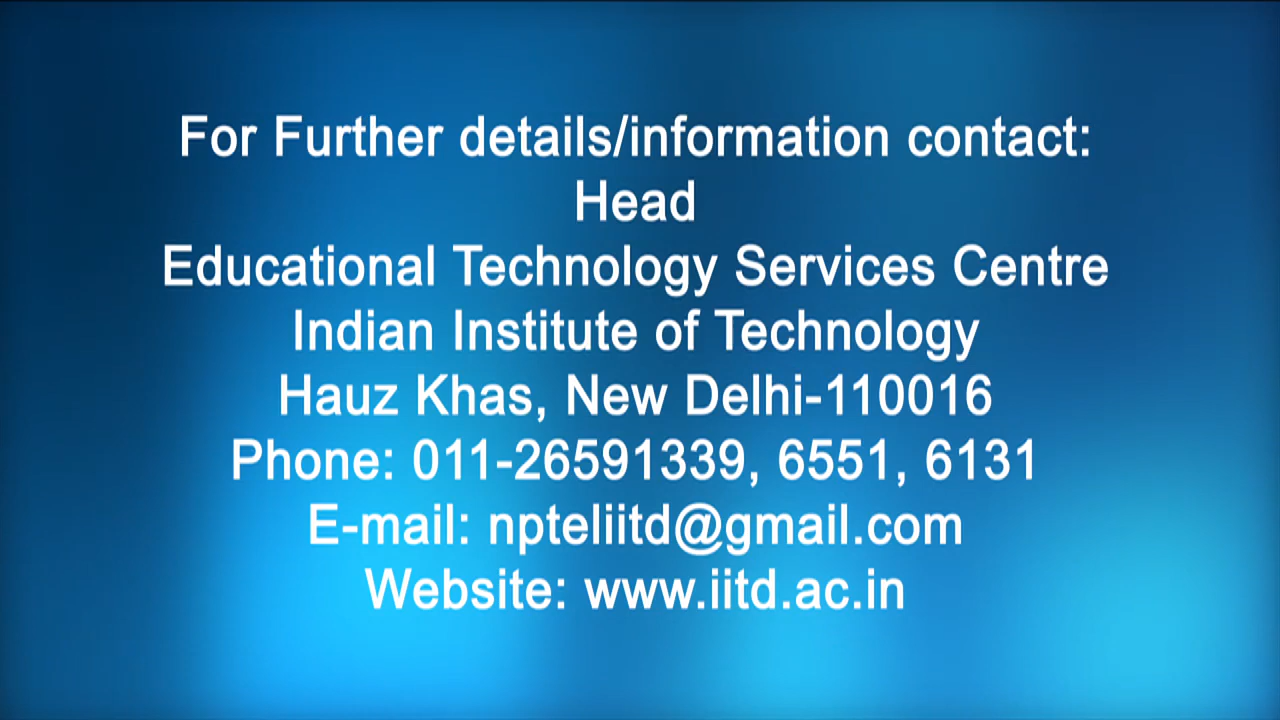 For Further details/information contact:
Head
Educational Technology Services Centre
Indian Institute of Technology
Hauz Khas, New Delhi-110016
Phone: 011-26591339, 6551, 6131
E-mail: npteliitd@gmail.com
Website: www.iitd.ac.in